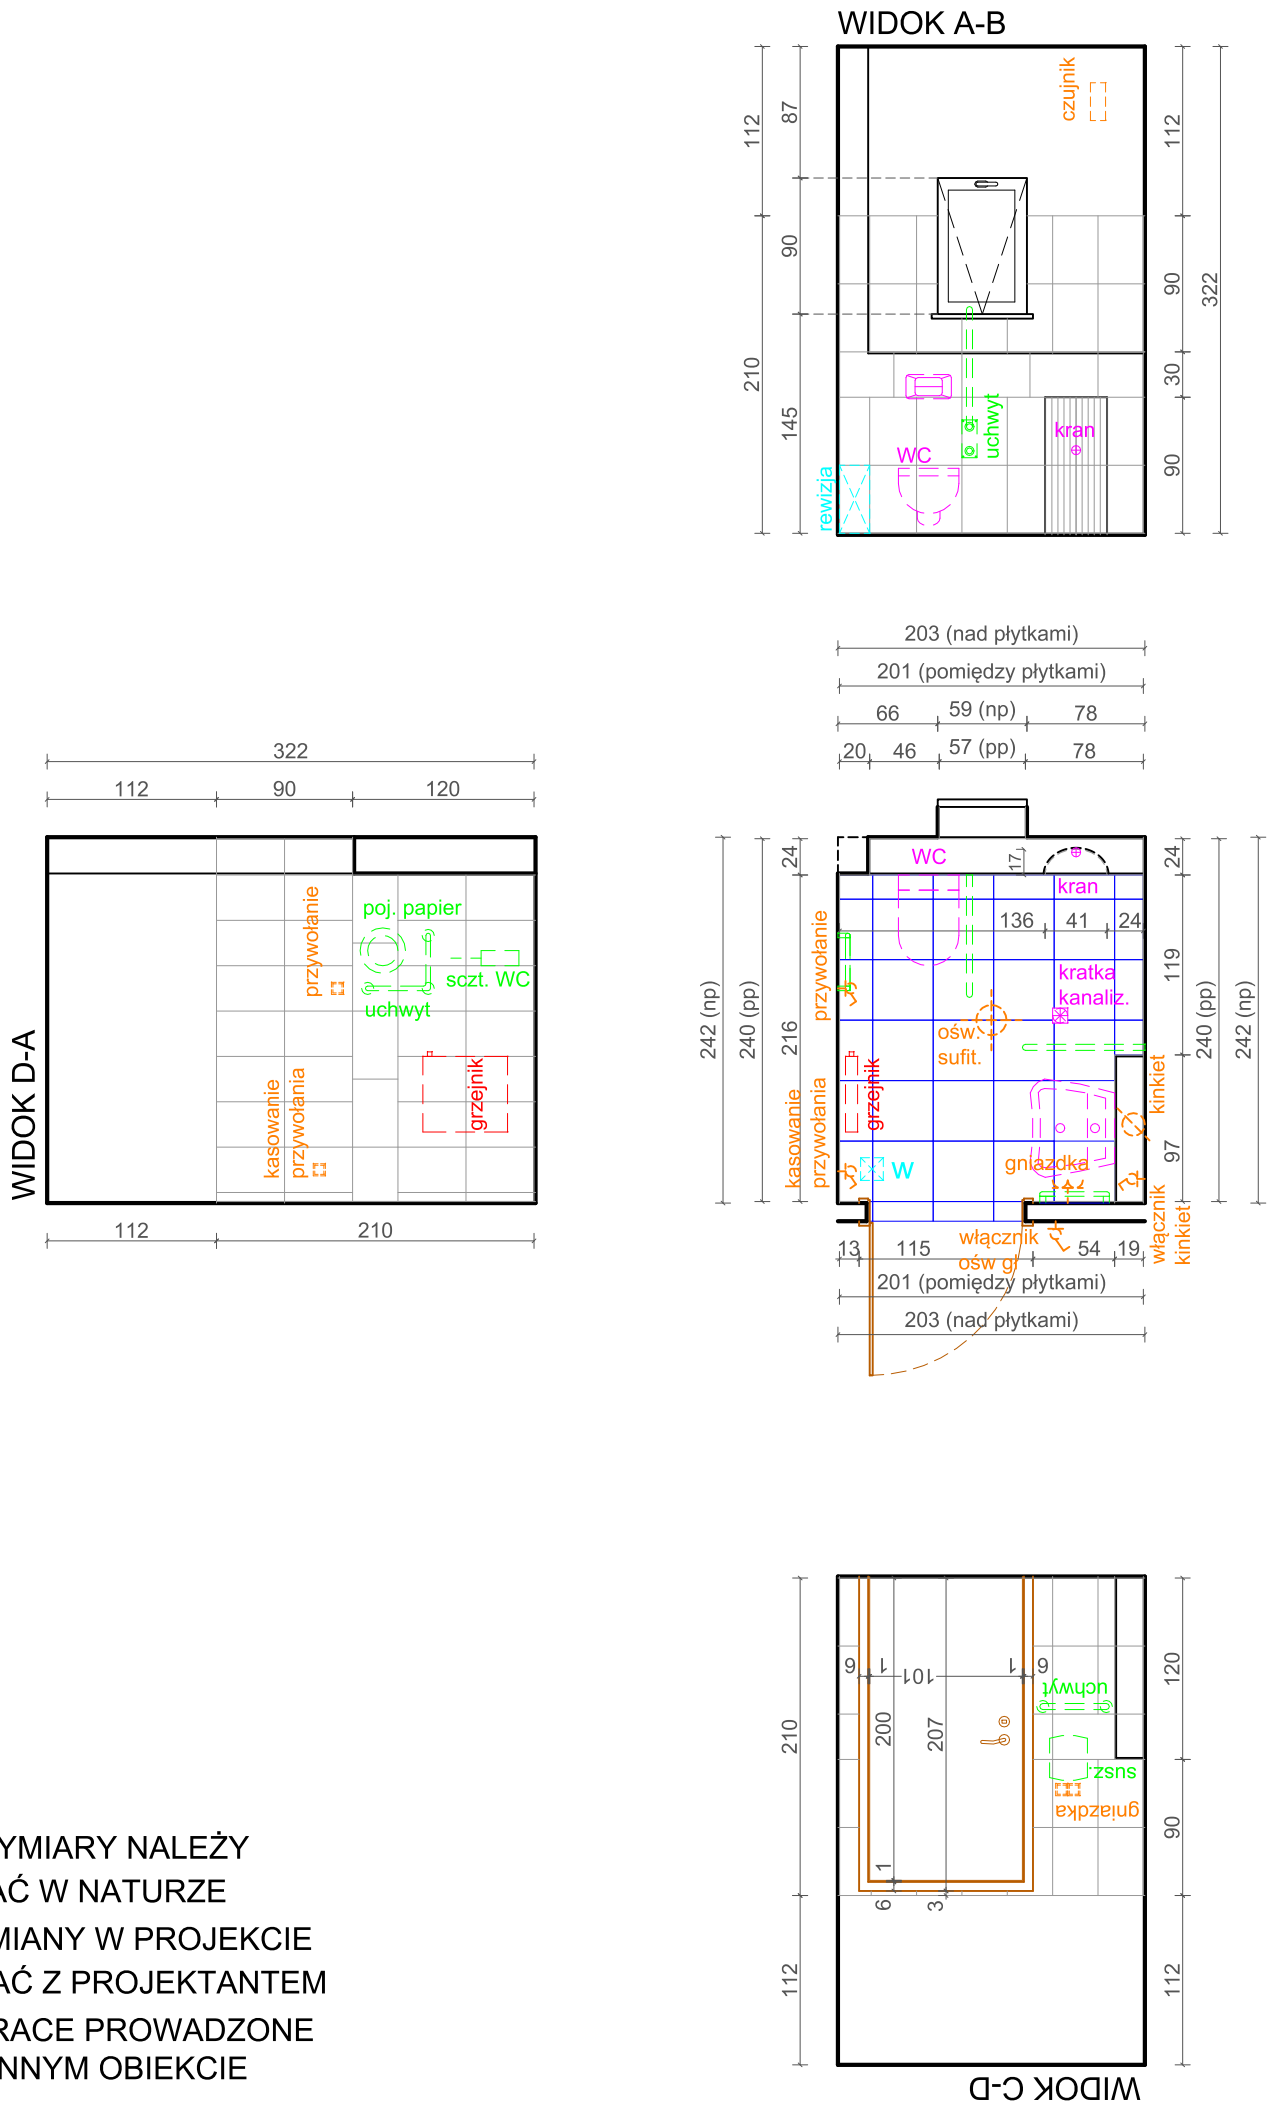 WIDOK A-B
czujnik
112
87
90
210
145
112
90
30
90
322
kran
uchwyt
WC
rewizja
203 (nad płytkami)
201 (pomiędzy płytkami)
66
59 (np)
78
20
46
57 (pp)
78
322
112
90
120
WIDOK D-A
przywołanie
poj. papier
sczt. WC
uchwyt
kasowanie
przywołania
grzejnik
112
210
24
WC
17
kran
24
przywołanie
136
41
24
kratka
kanaliz.
119
242 (np)
240 (pp)
216
ośw.
sufit.
240 (pp)
242 (np)
kasowanie
przywołania
grzejnik
kinkiet
W
gniazdka
97
włącznik
ośw gł
włącznik
kinkiet
13
115
54
19
201 (pomiędzy płytkami)
203 (nad płytkami)
6
1
101
1
6
120
uchwyt
200
207
210
susz.
gniazdka
90
1
6
3
112
112
WIDOK C-D
YMIARY NALEŻY
AĆ W NATURZE
MIANY W PROJEKCIE
AĆ Z PROJEKTANTEM
RACE PROWADZONE
NNYM OBIEKCIE